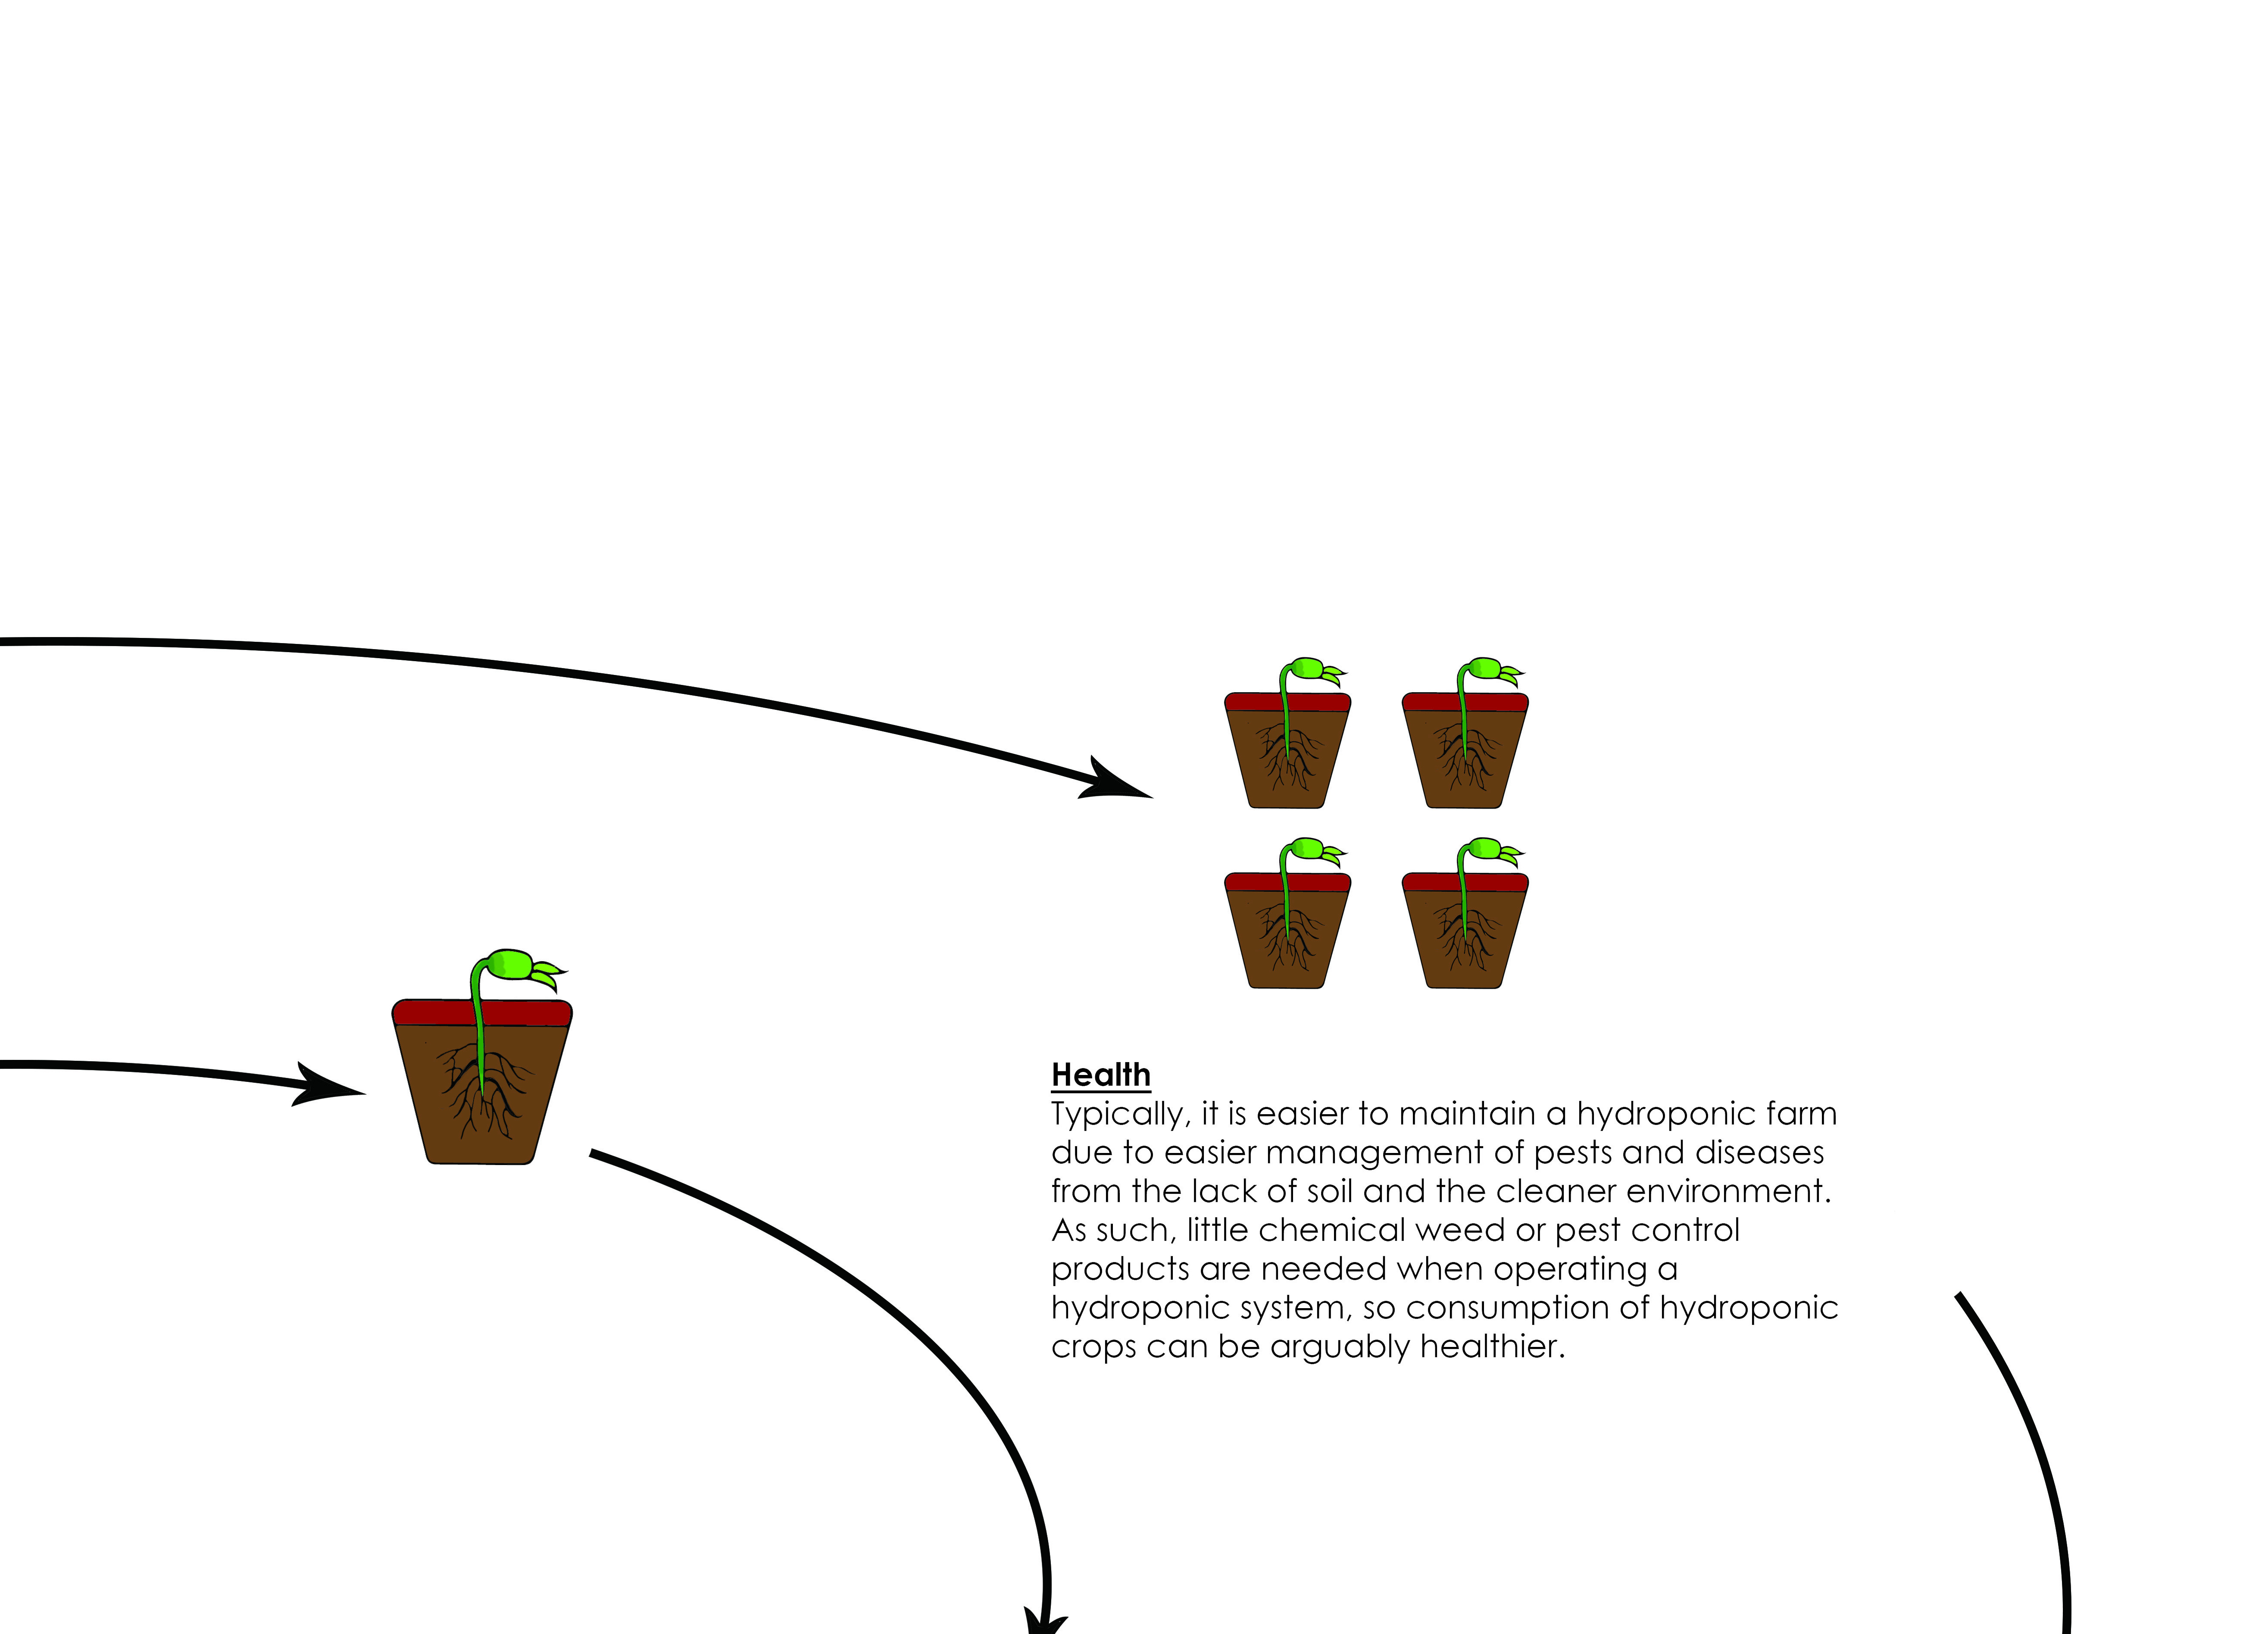 Health
Typically, it is easier to maintain a hydroponic farm
due to easier management of pests and diseases
from the lack of soil and the cleaner environment.
As such, little chemical weed or pest control
products are needed when operating a
hydroponic system, so consumption of hydroponic
crops can be arguably healthier.